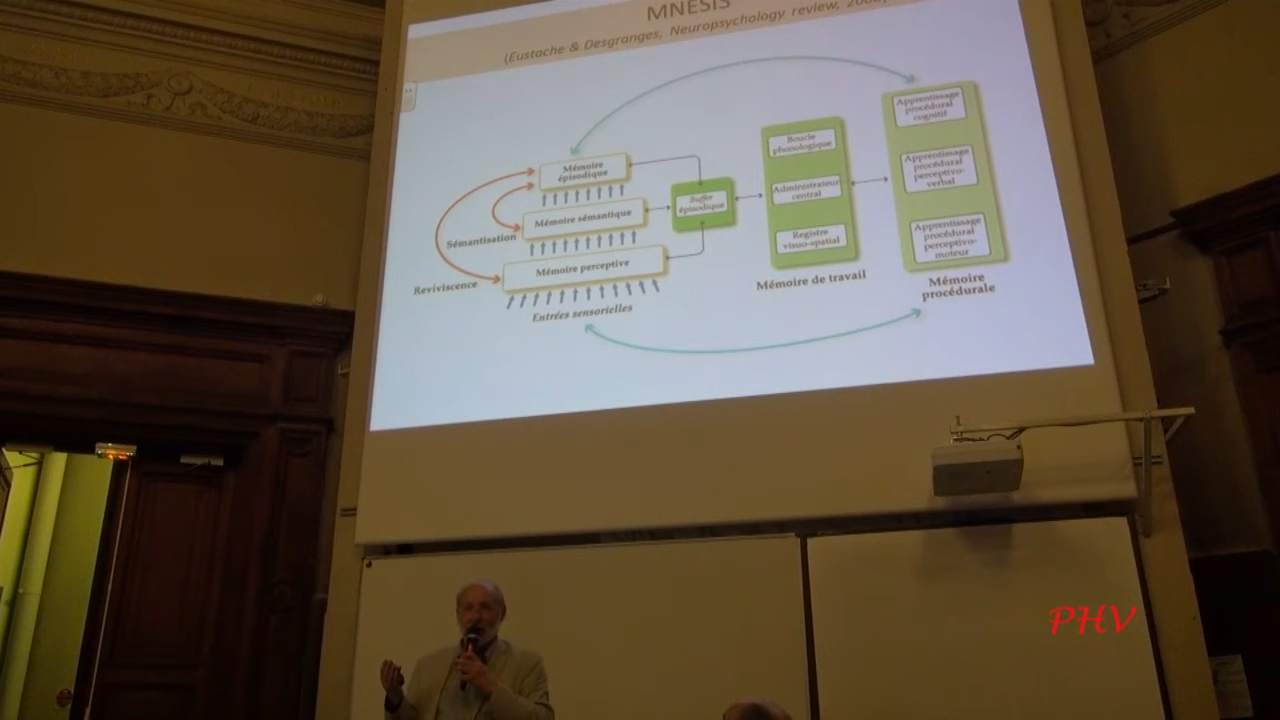 MNESIS
(Eustache & Desgranges, Neuropsychology review,
Apprentissage
procédural
cognitif
Boucle
phonologique
Mémoire
épisodique
Apprentissage
procédural
perceptivo-
verbal
Administrateur
central
Buffer
épisodique
Mémoire sémantique
Sémantisation
Apprentissage
procédural
perceptivo-
moteur
Registre
visuo-spatial
Mémoire perceptive
Reviviscence
Mémoire de travail
Mémoire
procédurale
Entrées sensorielles
PHV